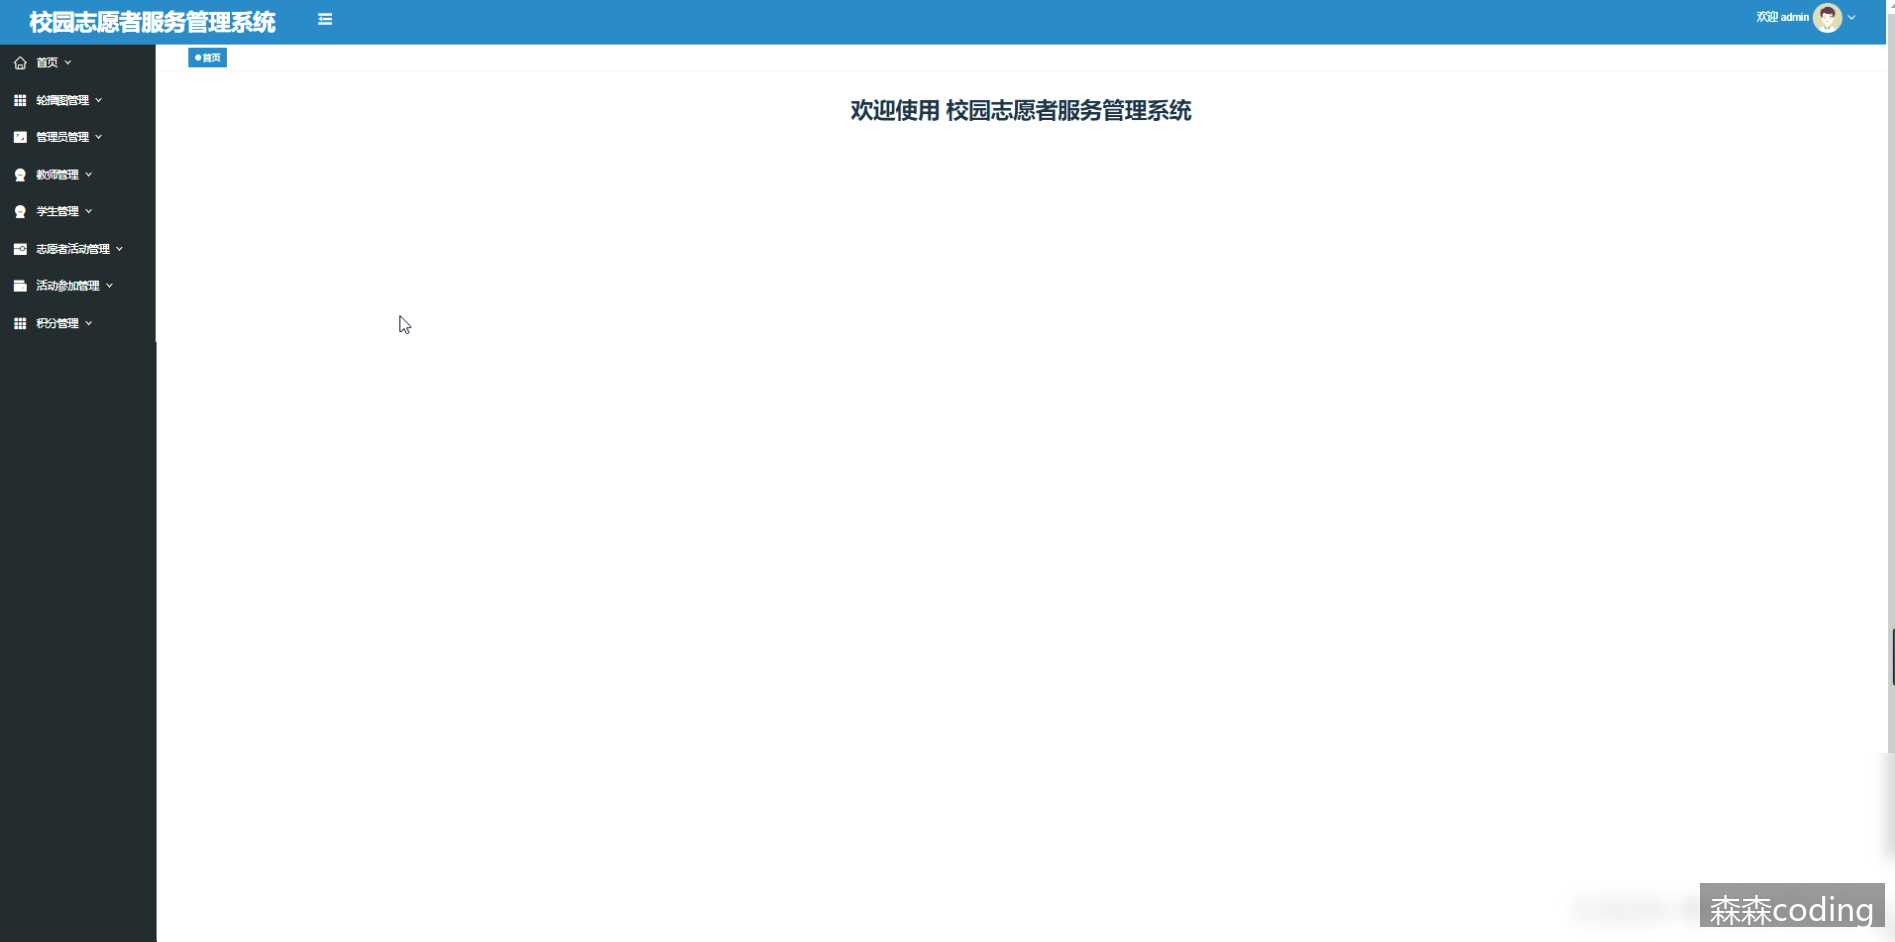 校园志愿者服务管理系统
欢迎 admin
首页
首页
轮播图管理
管理员管理
教师管理
学生管理
志愿者活动管理
活动参加管理
积分管理
欢迎使用 校园志愿者服务管理系统
森森coding